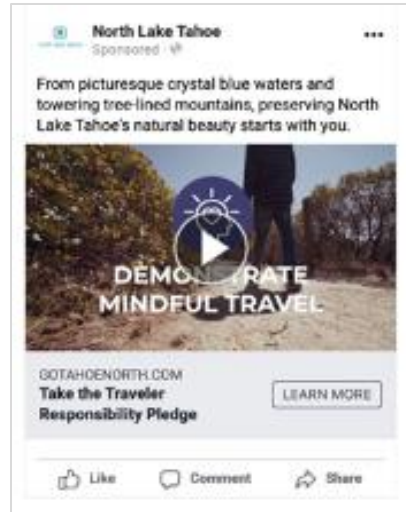 North Lake Tahoe
Sponsored
From picturesque crystal blue waters and
towering tree-lined mountains, preserving North
Lake Tahoe's natural beauty starts with you.
DEMONSTRATE
MINDFUL TRAVEL
GOTAHOENORTH.COM
Take the Traveler
Responsibility Pledge
LEARN MORE
Like
Comment
Share